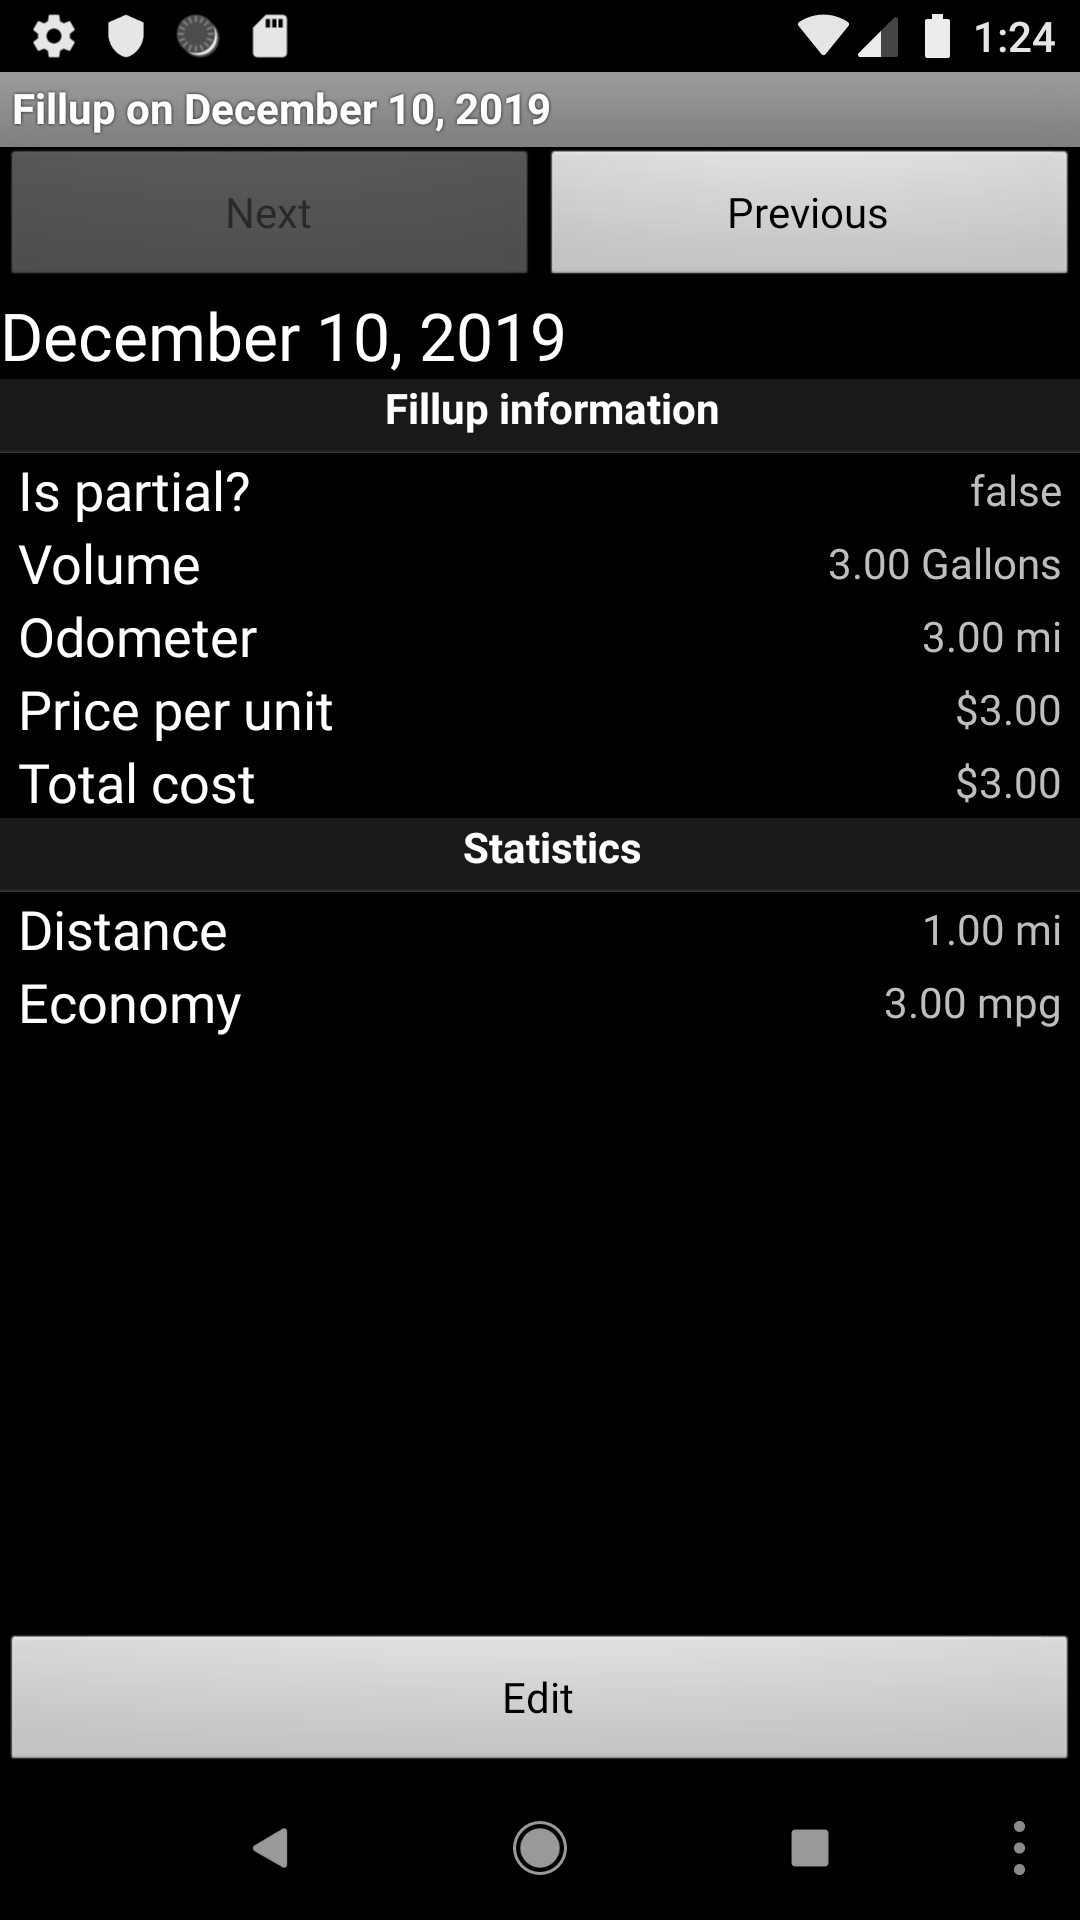 1:24
Fillup on December 10, 2019
Next
Previous
December 10, 2019
Fillup information
Is partial? false
Volume 3.00 Gallons
Odometer 3.00 mi
Price per unit $3.00
Total cost $3.00
Statistics
Distance 1.00 mi
Economy 3.00 mpg
Edit